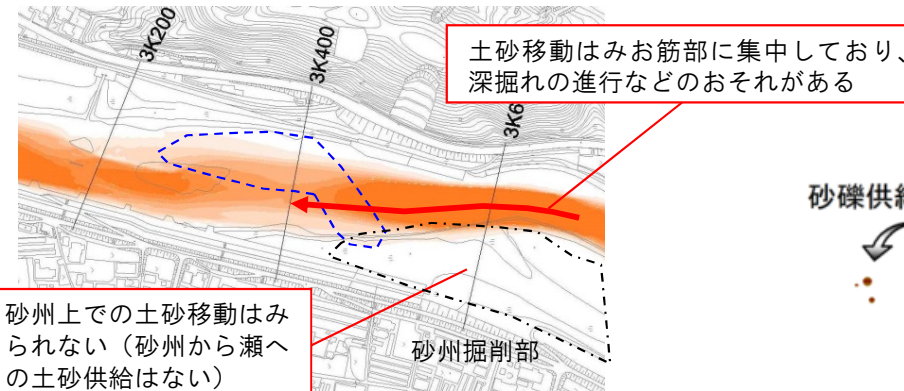 3K200
3K400
土砂移動はみお筋部に集中しており、
深掘れの進行などのおそれがある
3K6
砂礫供給
砂州上での土砂移動はみ
られない（砂州から瀬へ
の土砂供給はない）
砂州掘削部